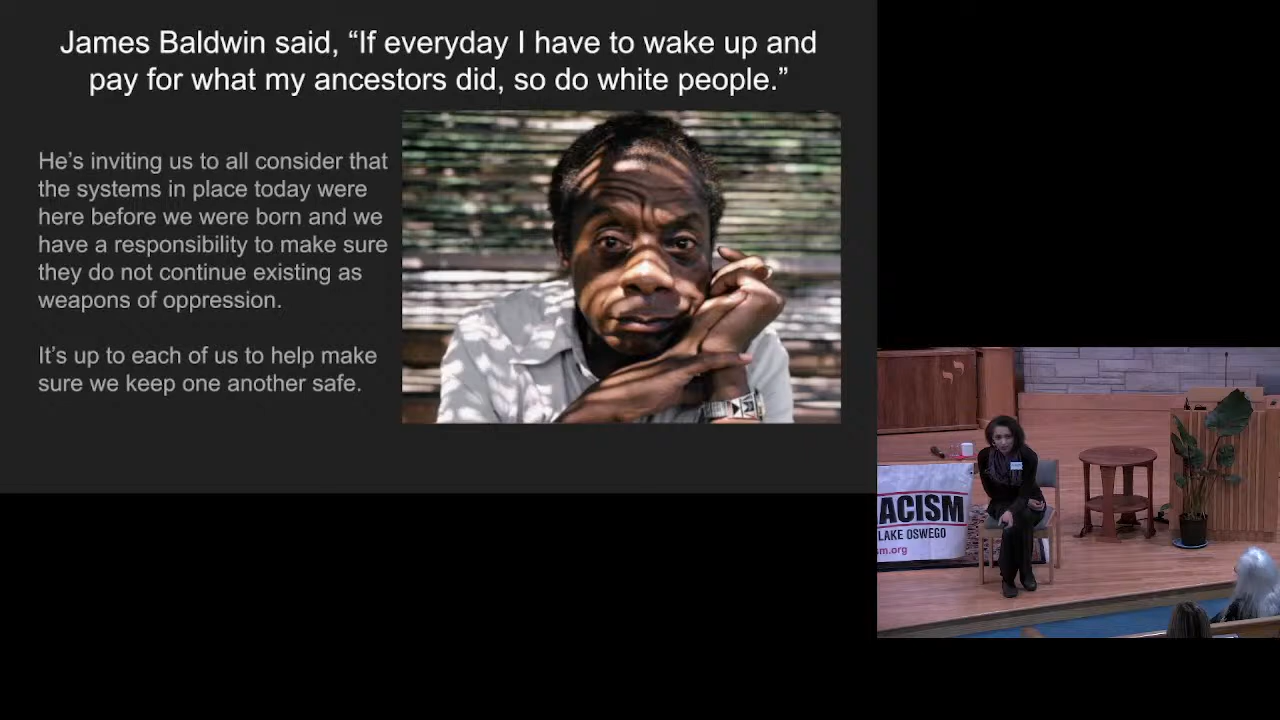 James Baldwin said, “If everyday I have to wake up and
pay for what my ancestors did, so do white people.”
He’s inviting us to all consider that
the systems in place today were
here before we were born and we
have a responsibility to make sure
they do not continue existing as
weapons of oppression.
It’s up to each of us to help make
sure we keep one another safe.
ACISM
LAKE OSWEGO
sm.org